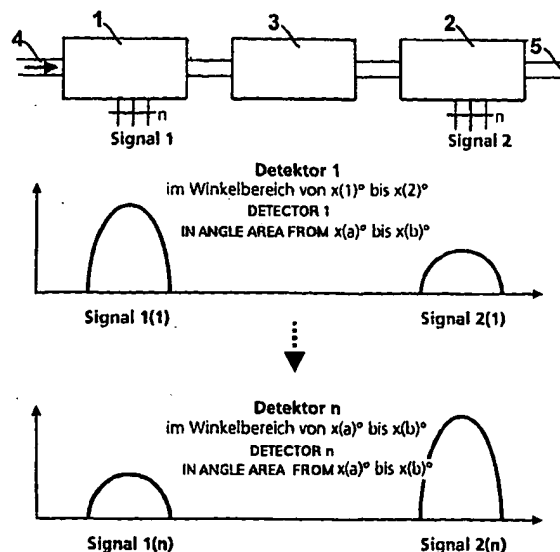 4 1 3 2 5
n n
Signal 1 Signal 2
Detektor 1
im Winkelbereich von x(1)° bis x(2)°
DETECTOR 1
IN ANGLE AREA FROM x(a)° bis x(b)°
Signal 1(1) Signal 2(1)
Detektor n
im Winkelbereich von x(a)° bis x(b)°
DETECTOR n
IN ANGLE AREA FROM x(a)° bis x(b)°
Signal 1(n) Signal 2(n)